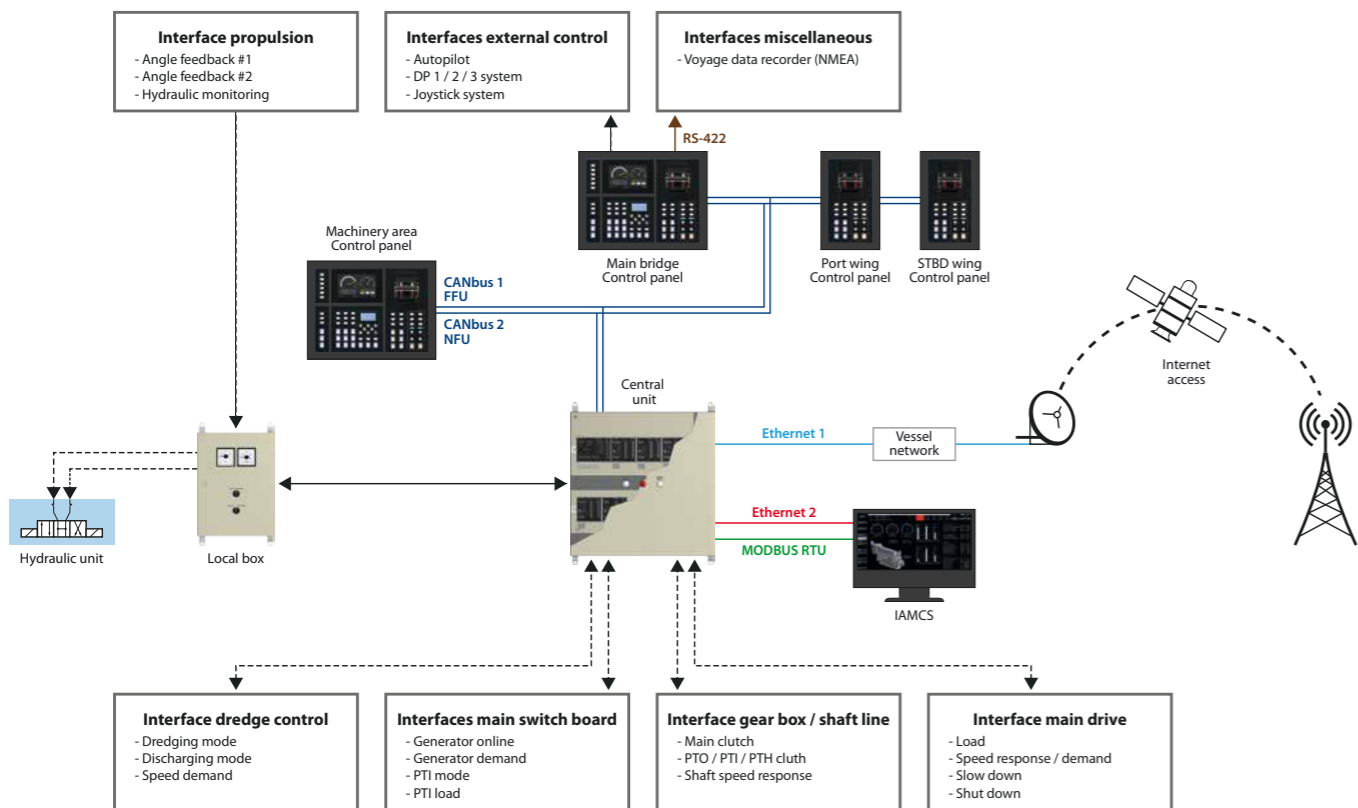 Interface propulsion
- Angle feedback #1
- Angle feedback #2
- Hydraulic monitoring
Interfaces external control
- Autopilot
- DP 1 / 2 / 3 system
- Joystick system
Interfaces miscellaneous
- Voyage data recorder (NMEA)
RS-422
Machinery area
Control panel
Main bridge
Control panel
Port wing
Control panel
STBD wing
Control panel
CANbus 1
FFU
CANbus 2
NFU
Internet
access
Central
unit
Ethernet 1
Vessel
network
Ethernet 2
MODBUS RTU
Hydraulic unit
Local box
IAMCS
Interface dredge control
- Dredging mode
- Discharging mode
- Speed demand
Interfaces main switch board
- Generator online
- Generator demand
- PTI mode
- PTI load
Interface gear box / shaft line
- Main clutch
- PTO / PTI / PTH cluth
- Shaft speed response
Interface main drive
- Load
- Speed response / demand
- Slow down
- Shut down